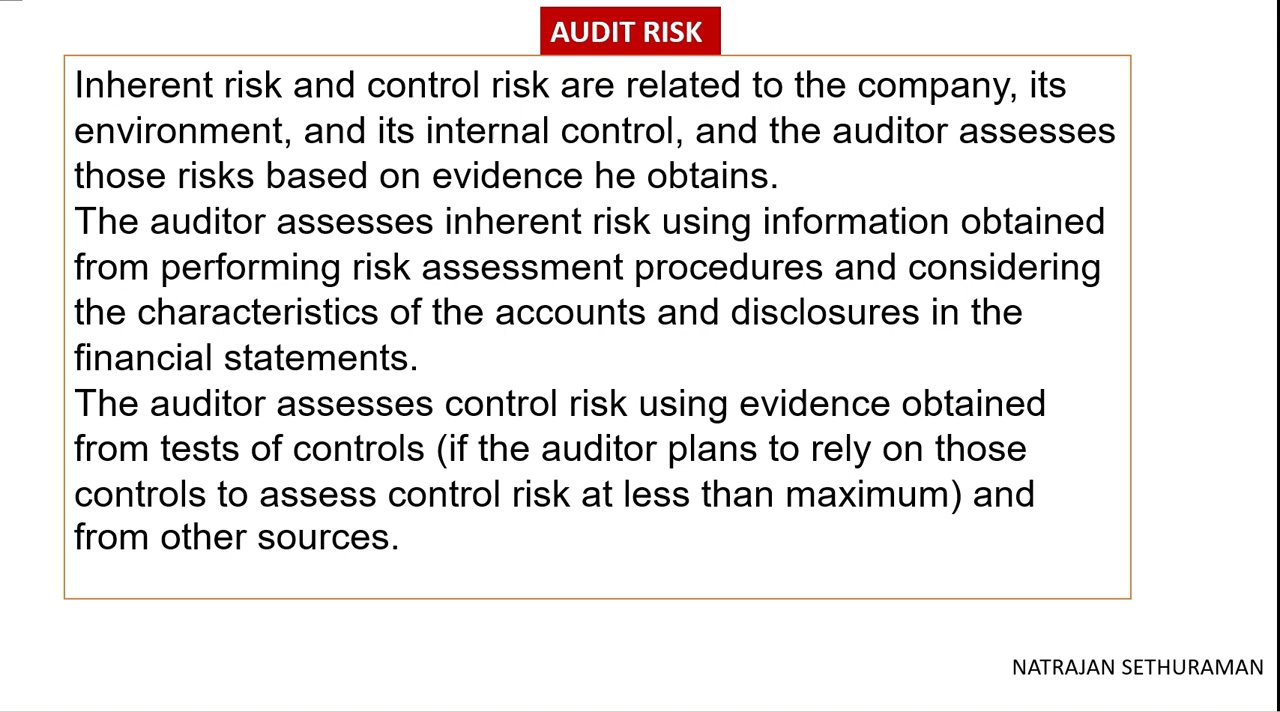 AUDIT RISK
Inherent risk and control risk are related to the company, its
environment, and its internal control, and the auditor assesses
those risks based on evidence he obtains.
The auditor assesses inherent risk using information obtained
from performing risk assessment procedures and considering
the characteristics of the accounts and disclosures in the
financial statements.
The auditor assesses control risk using evidence obtained
from tests of controls (if the auditor plans to rely on those
controls to assess control risk at less than maximum) and
from other sources.
NATRAJAN SETHURAMAN